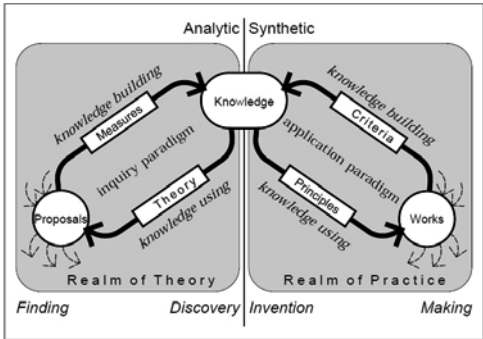 Analytic Synthetic
knowledge building
Measures
Knowledge
knowledge building
Criteria
inquiry paradigm
application paradigm
Proposals
Theory
knowledge using
Principles
knowledge using
Works
Realm of Theory
Realm of Practice
Finding Discovery Invention Making